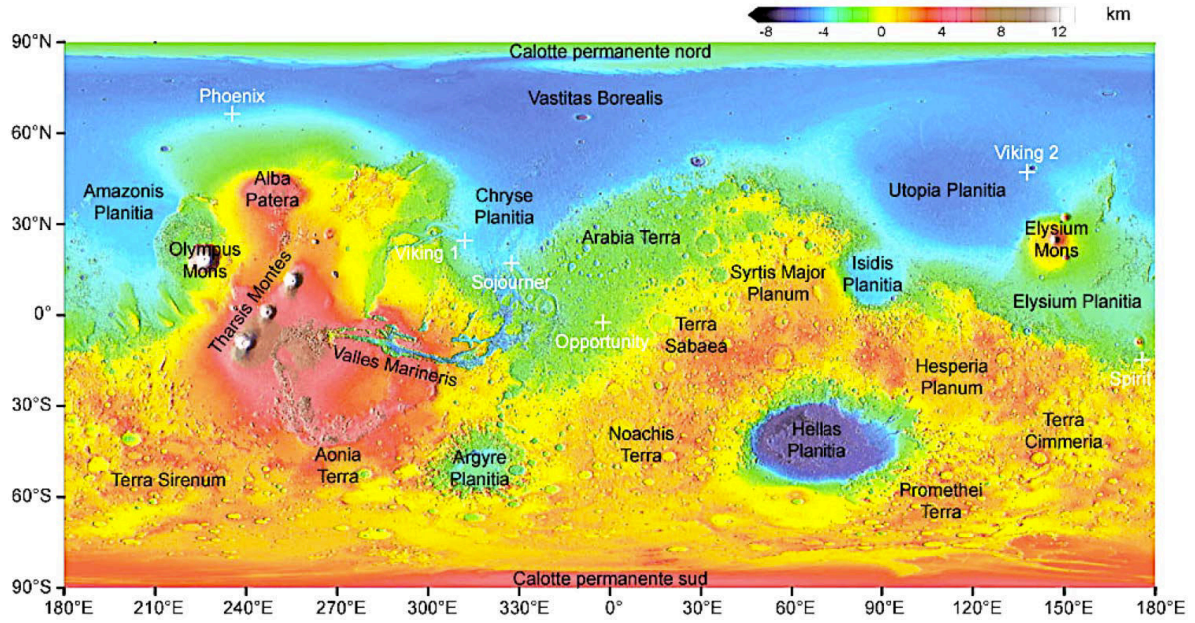 -8 -4 0 4 8 12 km
90°N
60°N
30°N
0°
30°S
60°S
90°S
180°E 210°E 240°E 270°E 300°E 330°E 0° 30°E 60°E 90°E 120°E 150°E 180°E
Calotte permanente nord
Vastitas Borealis
Phoenix
Viking 2
Amazonis
Planitia
Alba
Patera
Chryse
Planitia
Utopia Planitia
Olympus
Mons
Tharsis Montes
Viking 1
Sojourner
Arabia Terra
Syrtis Major
Planum
Isidis
Planitia
Elysium
Mons
Elysium Planitia
Valles Marineris
Opportunity
Terra
Sabaea
Hesperia
Planum
Spirit
Terra Sirenum
Aonia
Terra
Argyre
Planitia
Noachis
Terra
Hellas
Planitia
Terra
Cimmeria
Promethei
Terra
Calotte permanente sud